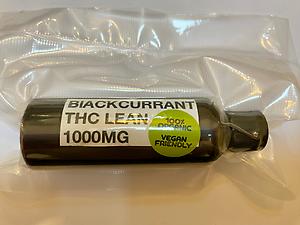 BlACKCURRANT
THC LEAN
1000MG
100%
ORGANIC
VEGAN
FRIENDLY